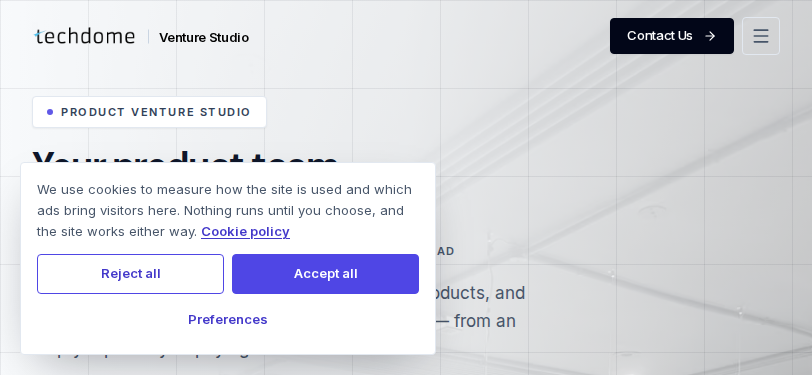 techdome
Venture Studio
Contact Us
PRODUCT VENTURE STUDIO
Your product team
We use cookies to measure how the site is used and which
ads bring visitors here. Nothing runs until you choose, and
the site works either way. Cookie policy
Reject all
Accept all
Preferences
and
— from an